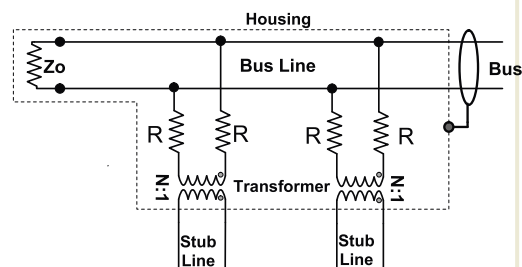 Housing
Zo
Bus Line
Bus
R
R
R
R
N:1
Transformer
N:1
Stub
Line
Stub
Line